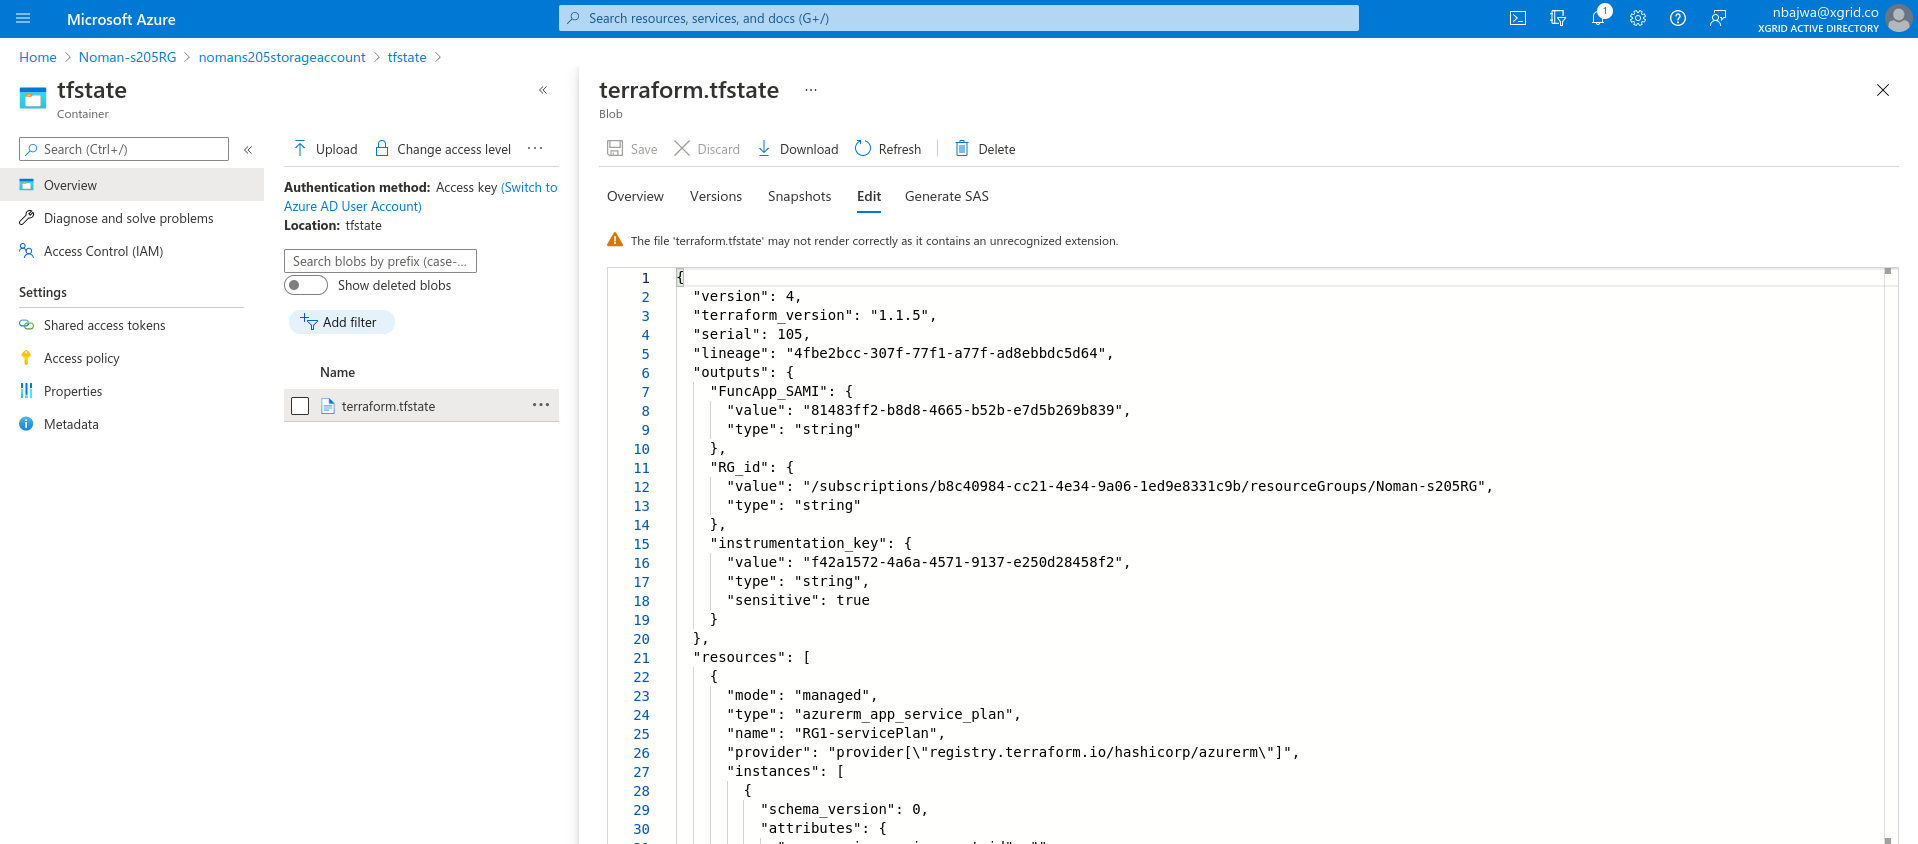 Microsoft Azure
Search resources, services, and docs (G+/)
1
nbajwa@xgrid.co
XGRID ACTIVE DIRECTORY
Home > Noman-s205RG > nomans205storageaccount > tfstate >
tfstate
Container
«
Search (Ctrl+/)
«
Overview
Diagnose and solve problems
Access Control (IAM)
Settings
Shared access tokens
Access policy
Properties
Metadata
Upload Change access level ...
Authentication method: Access key (Switch to
Azure AD User Account)
Location: tfstate
Search blobs by prefix (case-...
Show deleted blobs
Add filter
Name
terraform.tfstate ...
terraform.tfstate ...
Blob
Save Discard Download Refresh Delete
Overview Versions Snapshots Edit Generate SAS
The file 'terraform.tfstate' may not render correctly as it contains an unrecognized extension.
1 {
2 "version": 4,
3 "terraform_version": "1.1.5",
4 "serial": 105,
5 "lineage": "4fbe2bcc-307f-77f1-a77f-ad8ebbdc5d64",
6 "outputs": {
7 "FuncApp_SAMI": {
8 "value": "81483ff2-b8d8-4665-b52b-e7d5b269b839",
9 "type": "string"
10 },
11 "RG_id": {
12 "value": "/subscriptions/b8c40984-cc21-4e34-9a06-1ed9e8331c9b/resourceGroups/Noman-s205RG",
13 "type": "string"
14 },
15 "instrumentation_key": {
16 "value": "f42a1572-4a6a-4571-9137-e250d28458f2",
17 "type": "string",
18 "sensitive": true
19 }
20 },
21 "resources": [
22 {
23 "mode": "managed",
24 "type": "azurerm_app_service_plan",
25 "name": "RG1-servicePlan",
26 "provider": "provider[\"registry.terraform.io/hashicorp/azurerm\"]",
27 "instances": [
28 {
29 "schema_version": 0,
30 "attributes": {